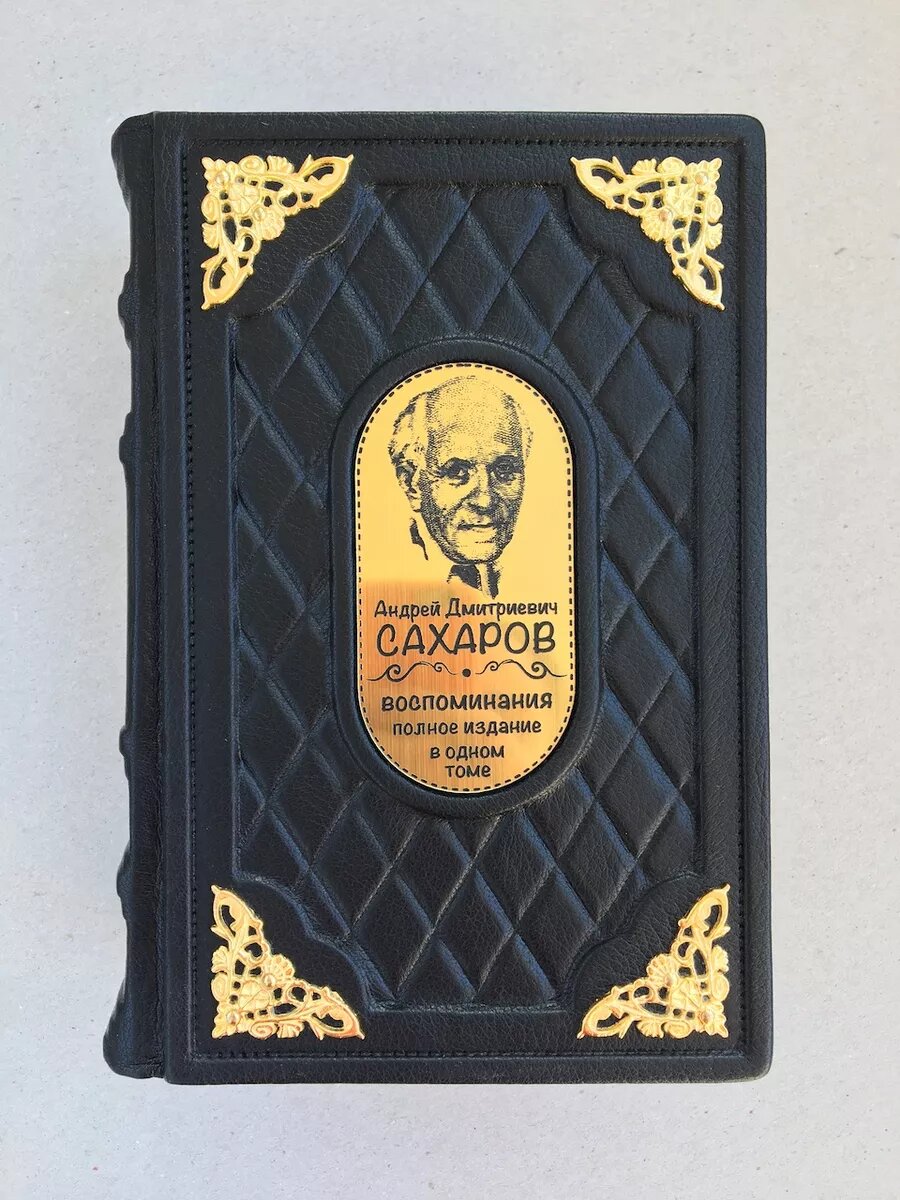 Андрей Дмитриевич
САХАРОВ
воспоминания
полное издание
в одном
томе